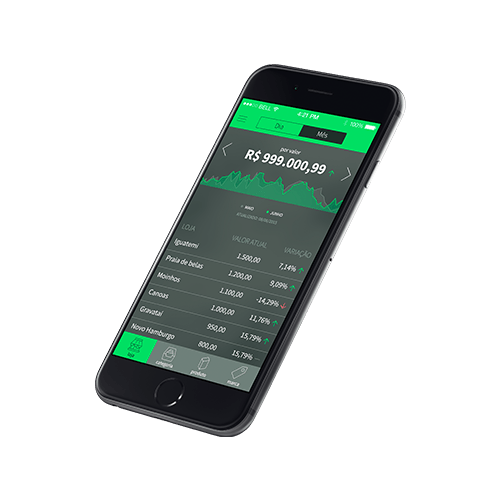 BELL 4:21 PM 100%
Dia Mês
por valor
R$ 999.000,99
MAIO JUNHO
LOJA VALOR ATUAL VARIAÇÃO
Iguatemi 1.500,00 7,14%
Praia de belas 1.200,00 9,09%
Moinhos 1.100,00 -14,29%
Canoas 1.000,00 11,76%
Gravataí 950,00 15,79%
Novo Hamburgo 800,00 15,79%
loja categoria produto marca